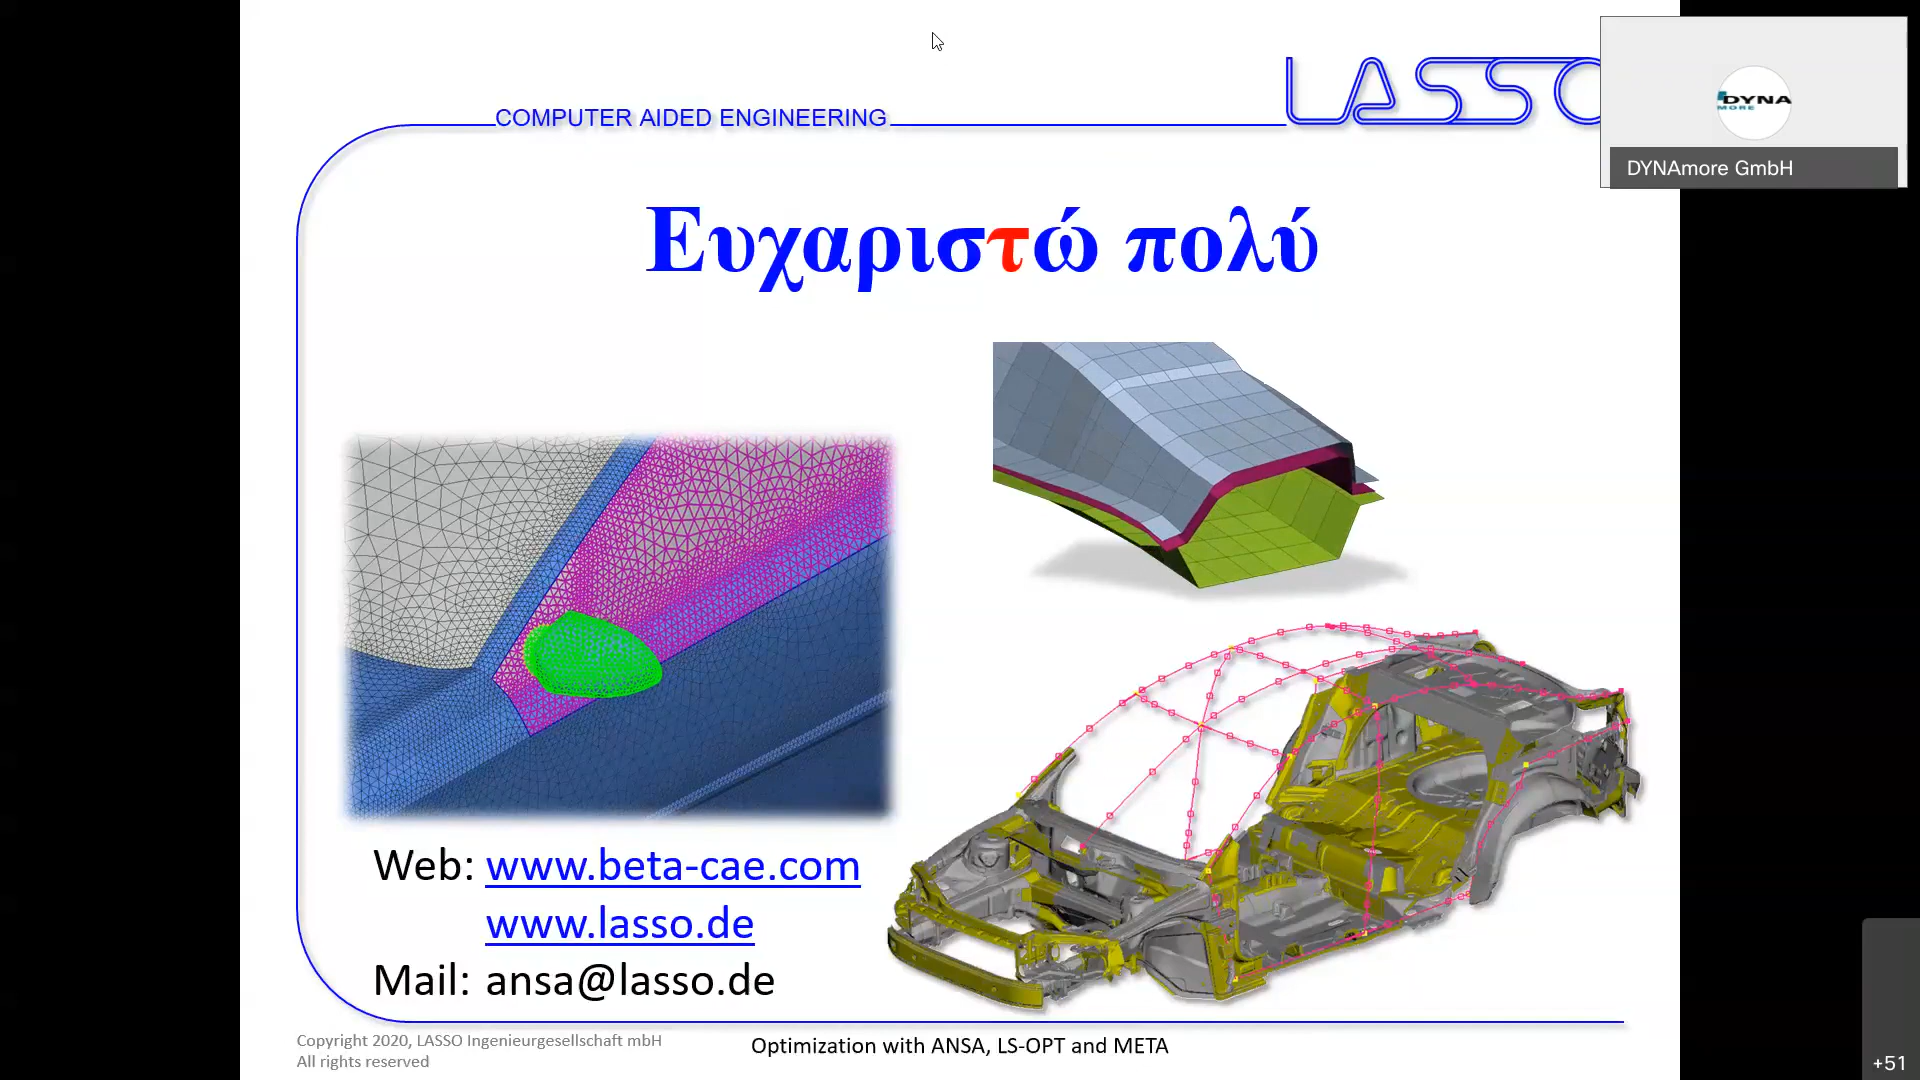 COMPUTER AIDED ENGINEERING
LASSO
DYNA
MORE
DYNAmore GmbH
Ευχαριστώ πολύ
Web: www.beta-cae.com
www.lasso.de
Mail: ansa@lasso.de
Copyright 2020, LASSO Ingenieurgesellschaft mbH
All rights reserved
Optimization with ANSA, LS-OPT and META
+51